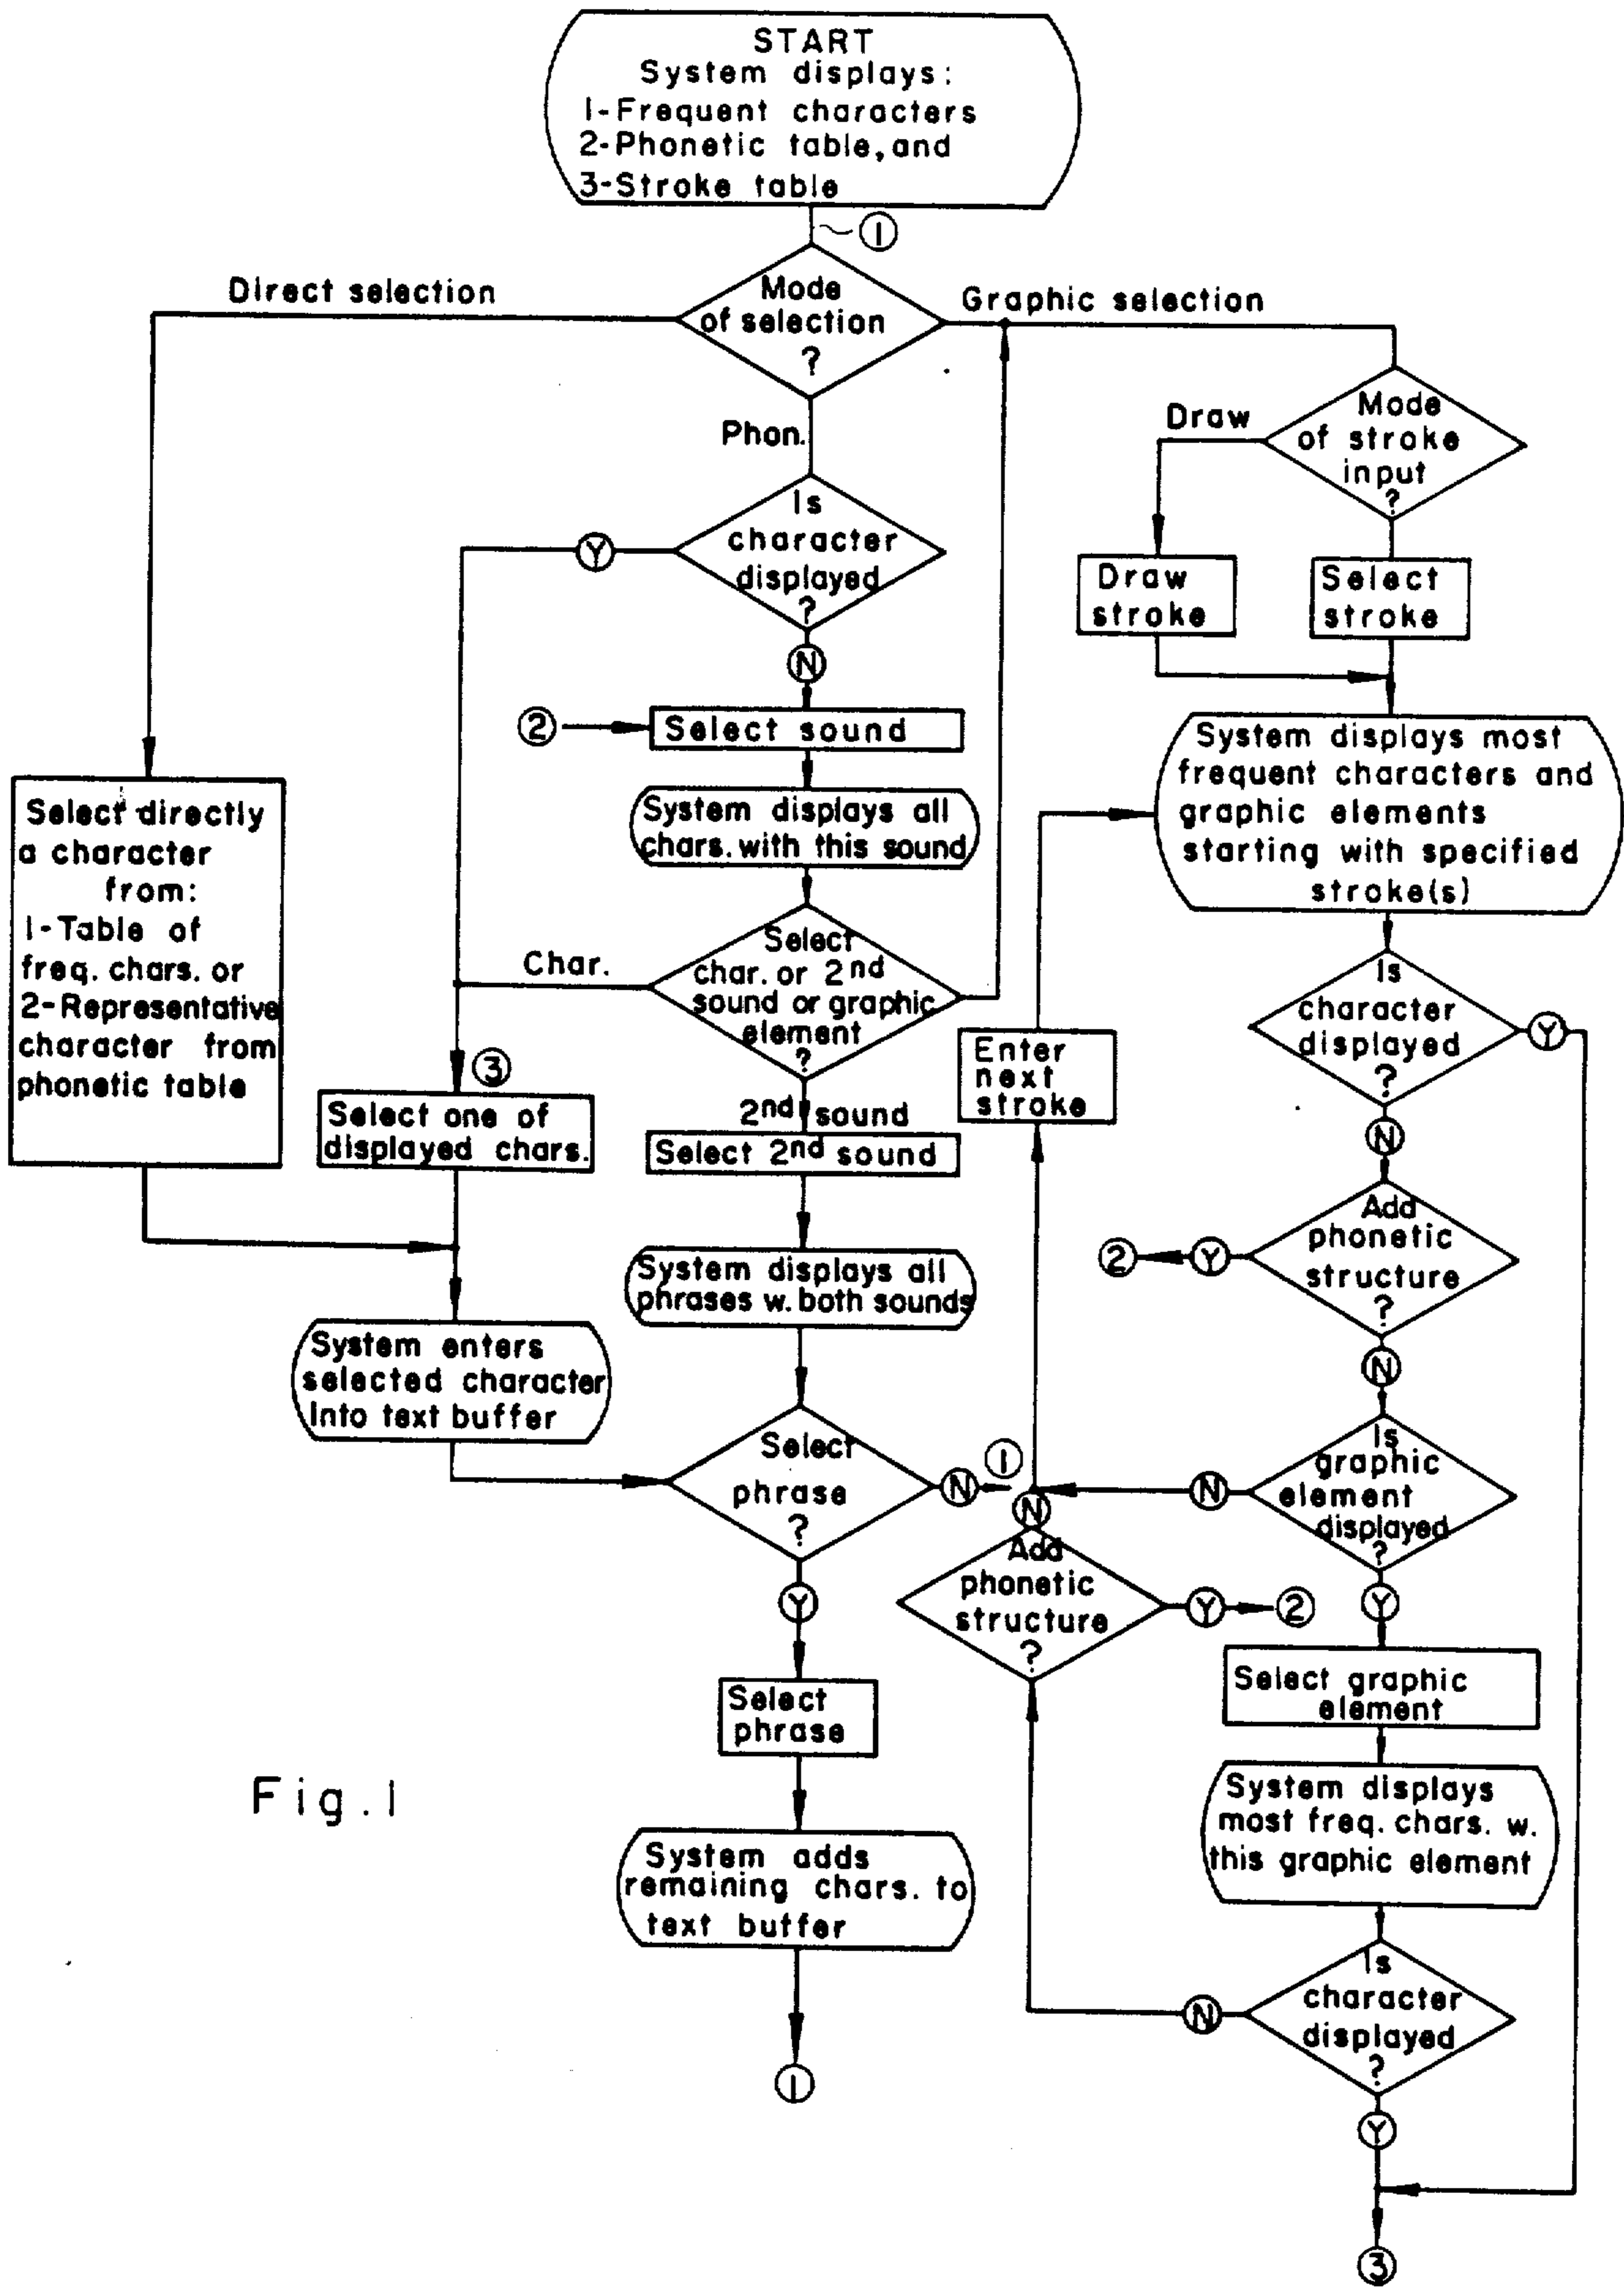 START
System displays:
1-Frequent characters
2-Phonetic table, and
3-Stroke table
1
Direct selection
Mode
of selection
?
Graphic selection
Phon.
Draw
Mode
of stroke
input
?
Is
character
displayed
?
Y
N
Draw
stroke
Select
stroke
2
Select sound
System displays most
frequent characters and
graphic elements
starting with specified
stroke(s)
Select directly
a character
from:
1-Table of
freq. chars. or
2-Representative
character from
phonetic table
System displays all
chars. with this sound
Char.
Select
char. or 2nd
sound or graphic
element
?
Is
character
displayed
?
Y
N
Enter
next
stroke
3
Select one of
displayed chars.
2nd sound
Select 2nd sound
Add
phonetic
structure
?
Y
2
N
System displays all
phrases w. both sounds
System enters
selected character
Into text buffer
Select
phrase
?
N
1
Y
Is
graphic
element
displayed
?
N
Y
N
Add
phonetic
structure
?
Y
2
Select
phrase
Select graphic
element
Fig. 1
System displays
most freq. chars. w.
this graphic element
System adds
remaining chars. to
text buffer
1
Is
character
displayed
?
N
Y
3